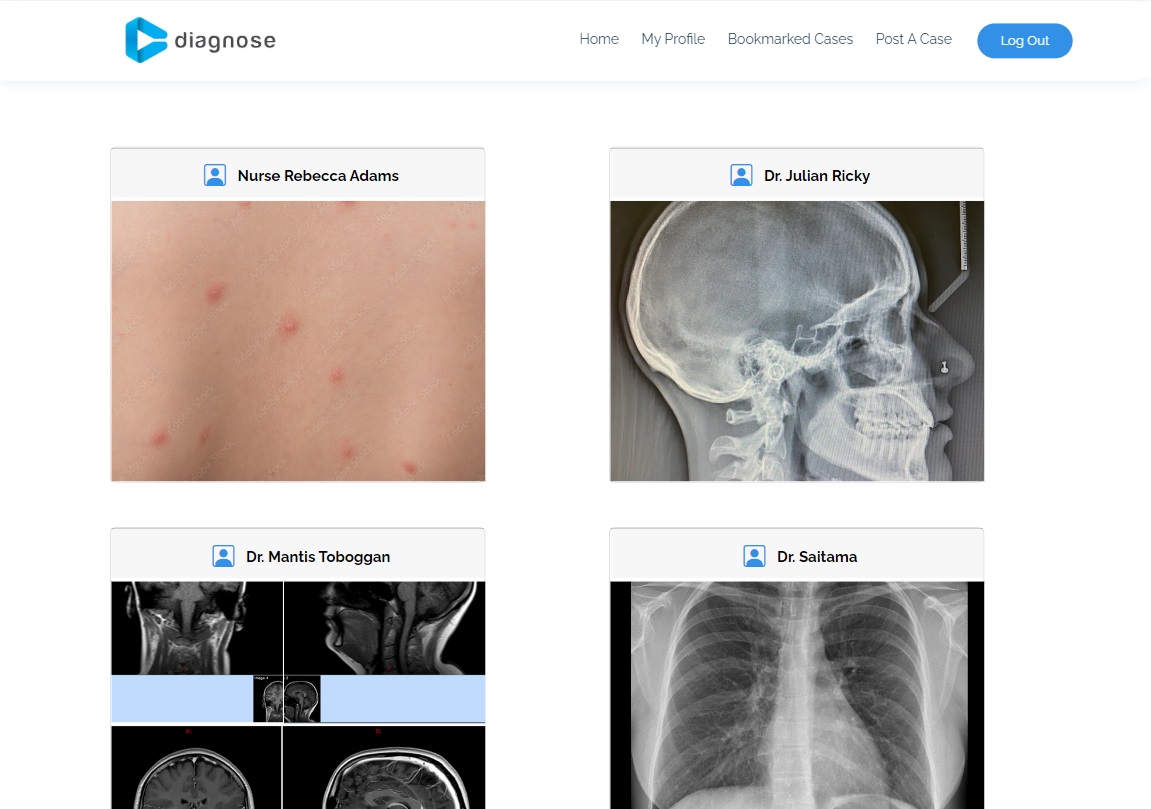 diagnose
Home
My Profile
Bookmarked Cases
Post A Case
Log Out
Nurse Rebecca Adams
Dr. Julian Ricky
Dr. Mantis Toboggan
Dr. Saitama